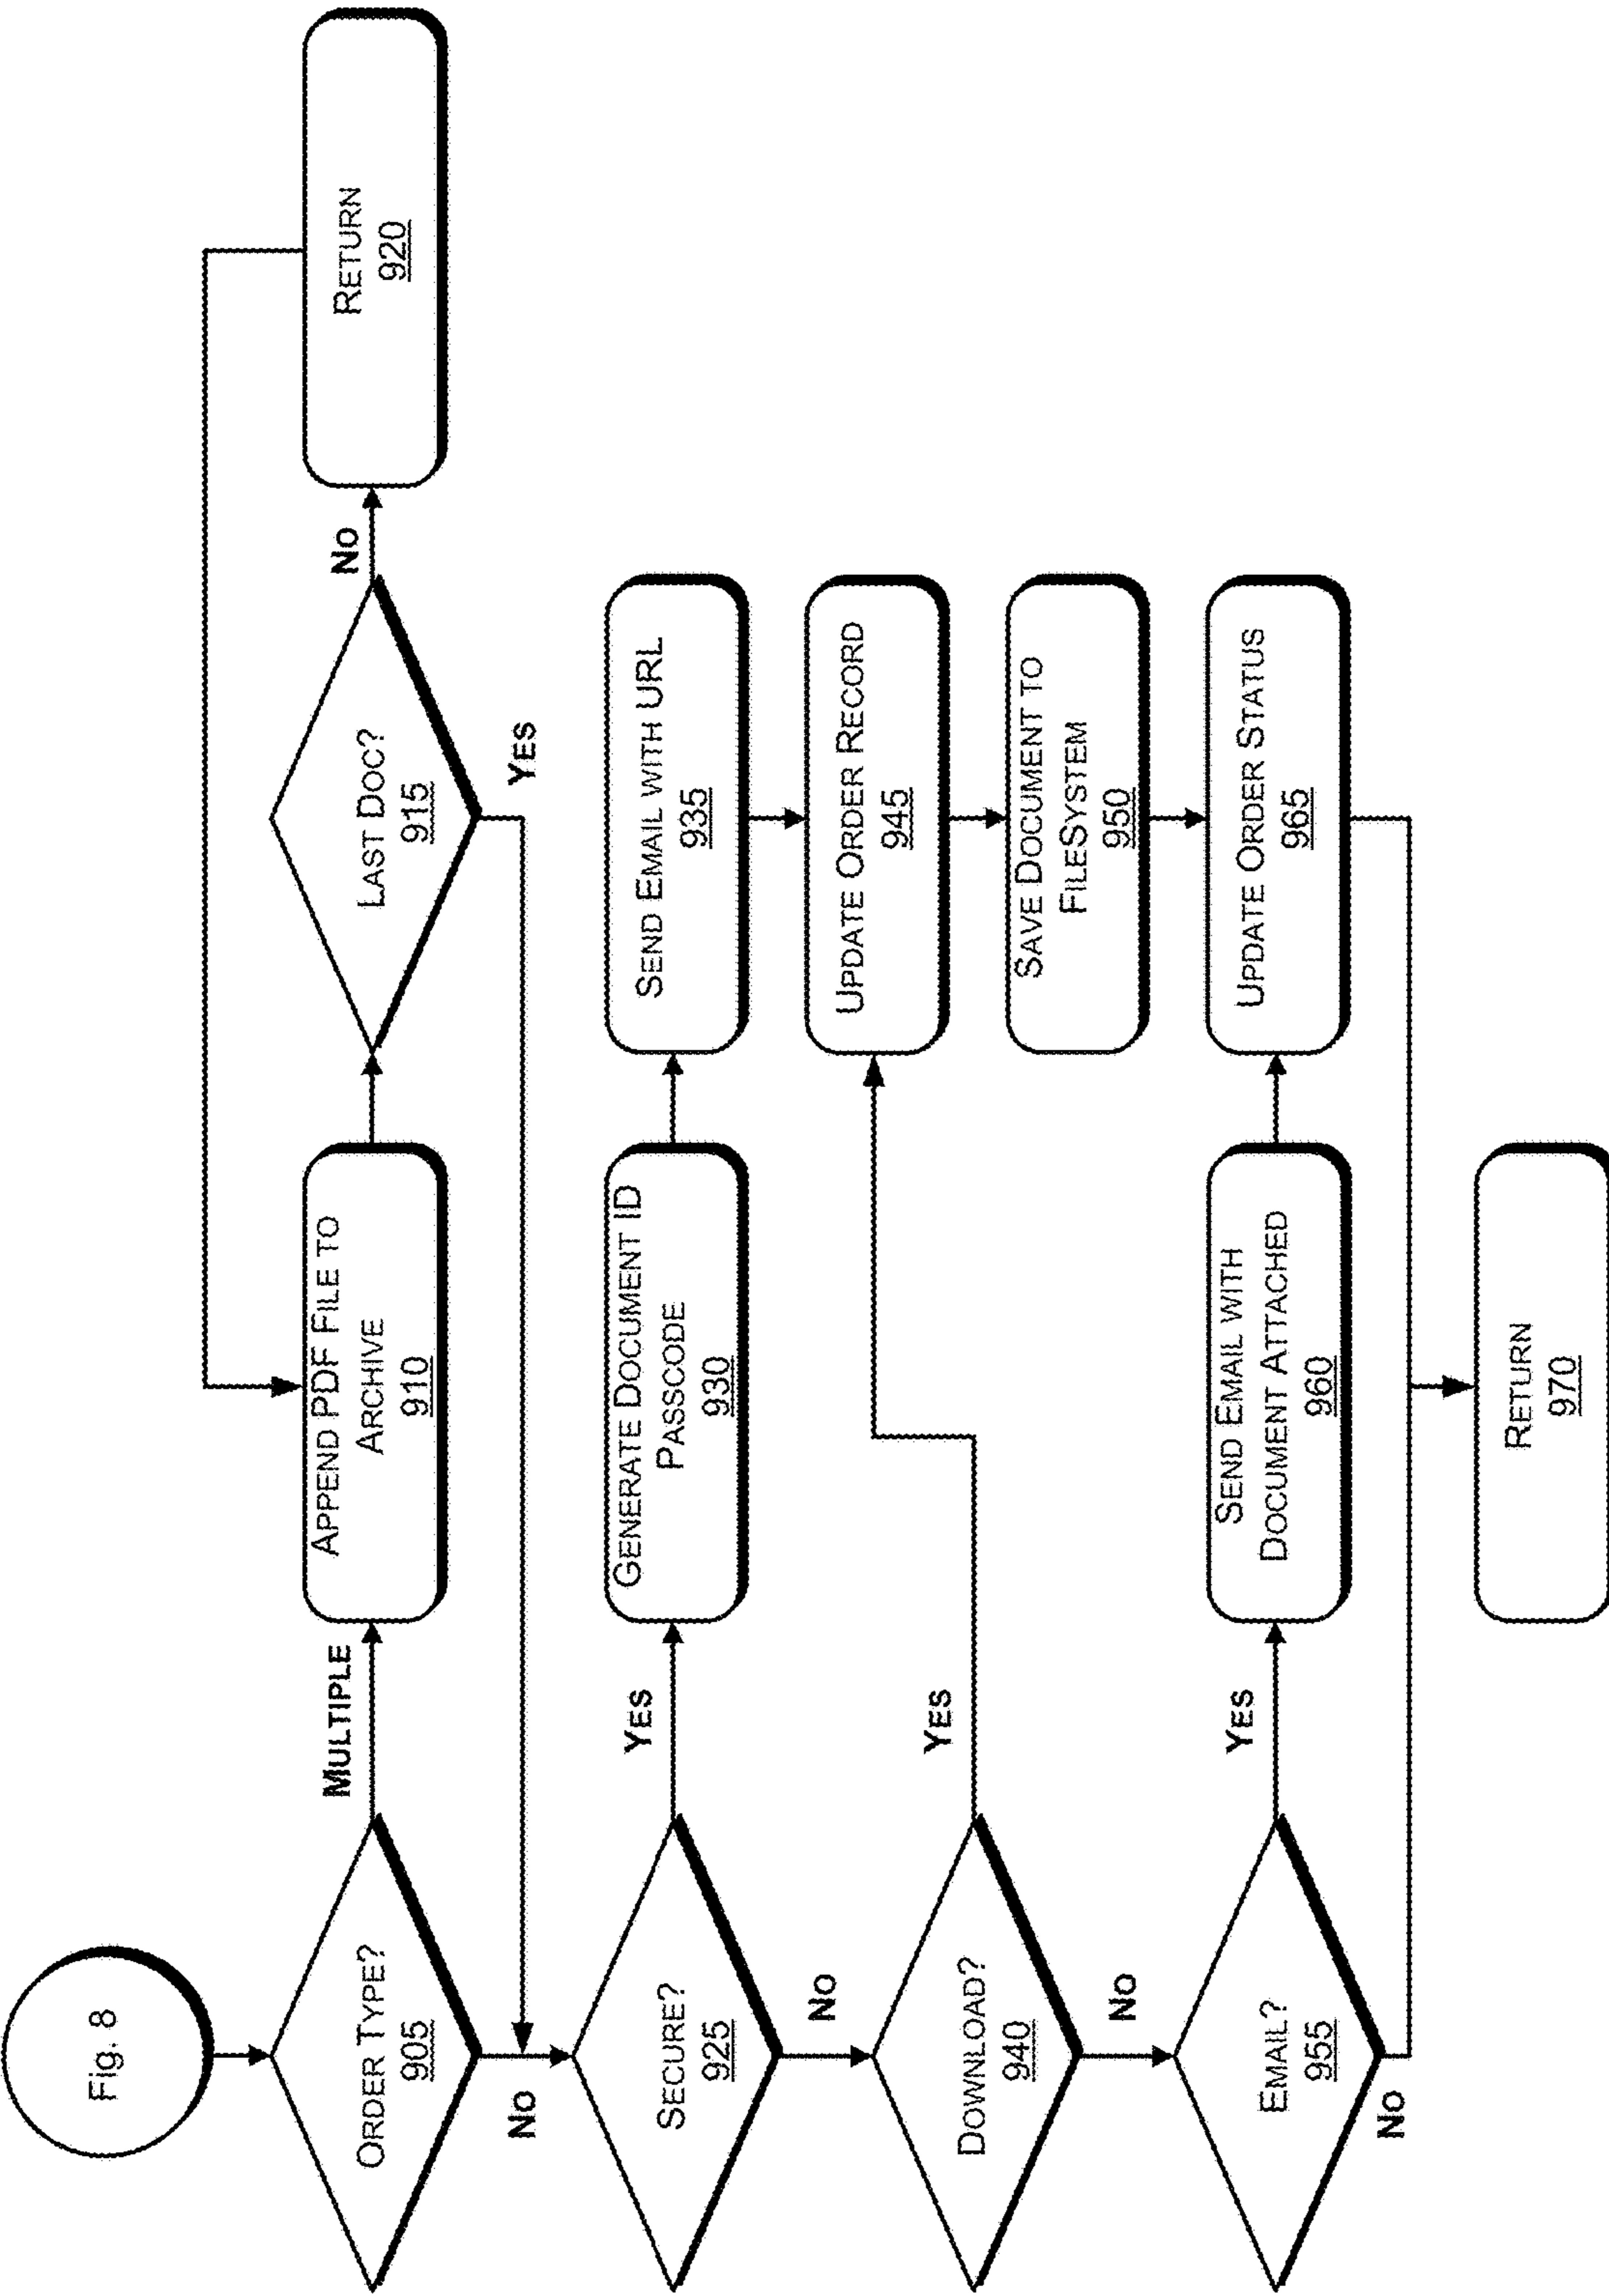 Fig. 8
ORDER TYPE?
905
MULTIPLE
NO
APPEND PDF FILE TO
ARCHIVE
910
LAST DOC?
915
NO
YES
RETURN
920
SECURE?
925
YES
NO
GENERATE DOCUMENT ID
PASSCODE
930
SEND EMAIL WITH URL
935
DOWNLOAD?
940
YES
NO
UPDATE ORDER RECORD
945
SAVE DOCUMENT TO
FILESYSTEM
950
EMAIL?
955
YES
NO
SEND EMAIL WITH
DOCUMENT ATTACHED
960
UPDATE ORDER STATUS
965
RETURN
970